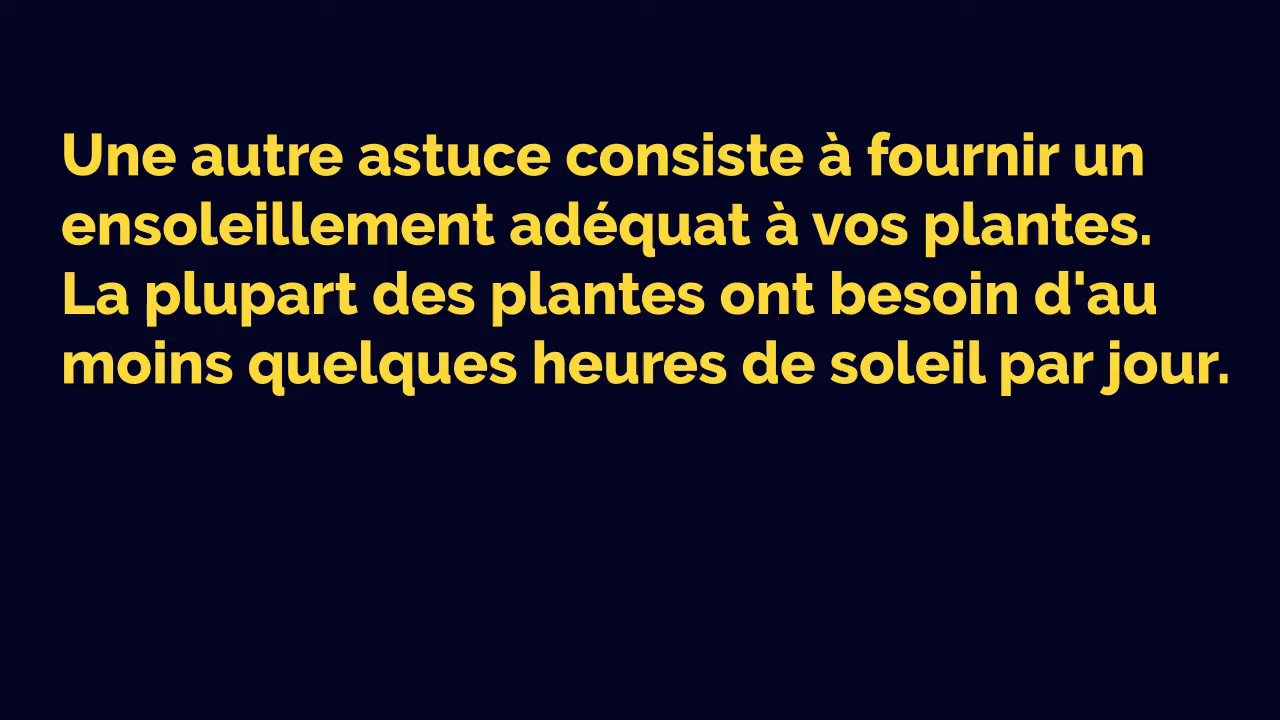 Une autre astuce consiste à fournir un
ensoleillement adéquat à vos plantes.
La plupart des plantes ont besoin d'au
moins quelques heures de soleil par jour.